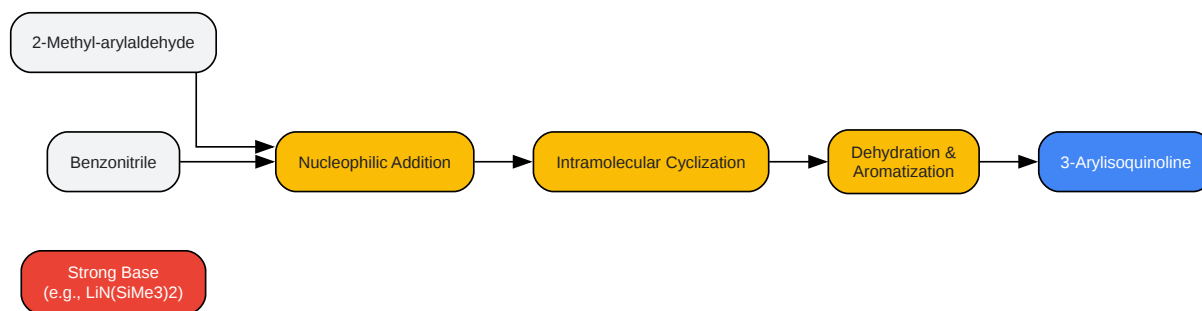 2-Methyl-arylaldehyde
Benzonitrile
Nucleophilic Addition
Intramolecular Cyclization
Dehydration &
Aromatization
3-Arylisoquinoline
Strong Base
(e.g., LiN(SiMe3)2)